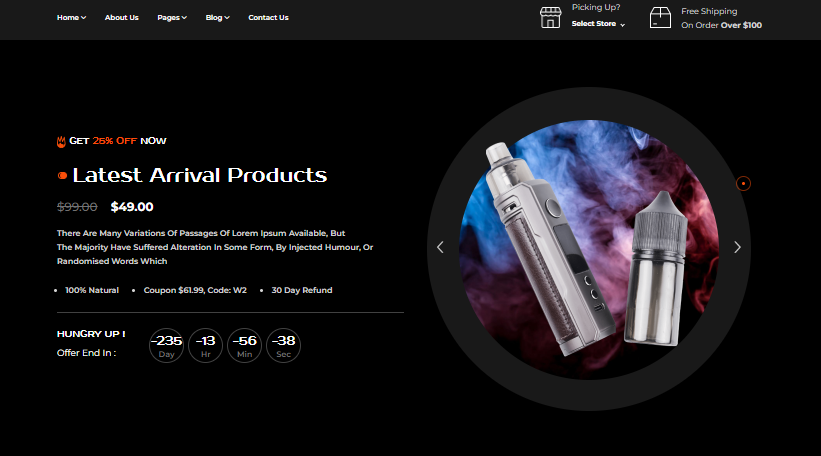 Home About Us Pages Blog Contact Us
Picking Up?
Select Store
Free Shipping
On Order Over $100
GET 25% OFF NOW
Latest Arrival Products
$99.00 $49.00
There Are Many Variations Of Passages Of Lorem Ipsum Available, But
The Majority Have Suffered Alteration In Some Form, By Injected Humour, Or
Randomised Words Which
100% Natural Coupon $61.99, Code: W2 30 Day Refund
HUNGRY UP !
Offer End In :
-235 -13 -56 -38
Day Hr Min Sec